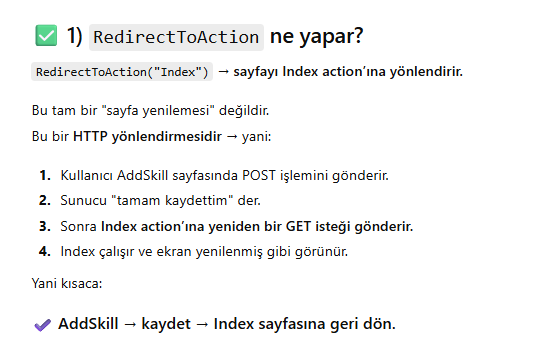 ✅ 1) RedirectToAction ne yapar?
RedirectToAction("Index") → sayfayı Index action’ına yönlendirir.
Bu tam bir "sayfa yenilemesi" değildir.
Bu bir HTTP yönlendirmesidir → yani:
1. Kullanıcı AddSkill sayfasında POST işlemini gönderir.
2. Sunucu "tamam kaydettim" der.
3. Sonra Index action’ına yeniden bir GET isteği gönderir.
4. Index çalışır ve ekran yenilenmiş gibi görünür.
Yani kısaca:
✔ AddSkill → kaydet → Index sayfasına geri dön.